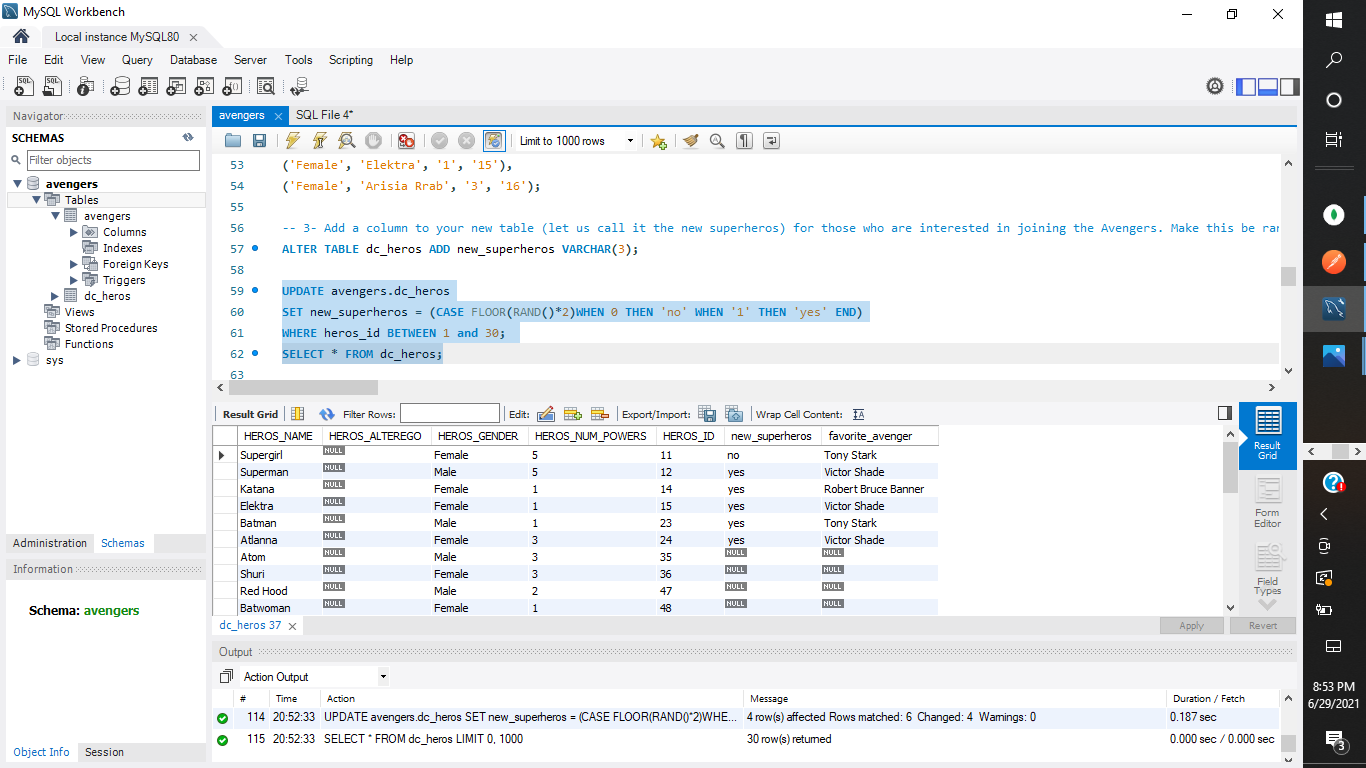 MySQL Workbench
Local instance MySQL80
File Edit View Query Database Server Tools Scripting Help
Navigator
SCHEMAS
Filter objects
avengers
Tables
avengers
Columns
Indexes
Foreign Keys
Triggers
dc_heros
Views
Stored Procedures
Functions
sys
Administration Schemas
Information
Schema: avengers
Object Info Session
avengers SQL File 4*
Limit to 1000 rows
53 ('Female', 'Elektra', '1', '15'),
54 ('Female', 'Arisia Rrab', '3', '16');
55
56 -- 3- Add a column to your new table (let us call it the new superheros) for those who are interested in joining the Avengers. Make this be ran
57 ALTER TABLE dc_heros ADD new_superheros VARCHAR(3);
58
59 UPDATE avengers.dc_heros
60 SET new_superheros = (CASE FLOOR(RAND()*2)WHEN 0 THEN 'no' WHEN '1' THEN 'yes' END)
61 WHERE heros_id BETWEEN 1 and 30;
62 SELECT * FROM dc_heros;
63
Result Grid Filter Rows: Edit: Export/Import: Wrap Cell Content:
HEROS_NAME HEROS_ALTEREGO HEROS_GENDER HEROS_NUM_POWERS HEROS_ID new_superheros favorite_avenger
Supergirl NULL Female 5 11 no Tony Stark
Superman NULL Male 5 12 yes Victor Shade
Katana NULL Female 1 14 yes Robert Bruce Banner
Elektra NULL Female 1 15 yes Victor Shade
Batman NULL Male 1 23 yes Tony Stark
Atlanna NULL Female 3 24 yes Victor Shade
Atom NULL Male 3 35 NULL NULL
Shuri NULL Female 3 36 NULL NULL
Red Hood NULL Male 2 47 NULL NULL
Batwoman NULL Female 1 48 NULL NULL
Result Grid
Form Editor
Field Types
dc_heros 37 Apply Revert
Output
Action Output
# Time Action Message Duration / Fetch
114 20:52:33 UPDATE avengers.dc_heros SET new_superheros = (CASE FLOOR(RAND()*2)WHE... 4 row(s) affected Rows matched: 6 Changed: 4 Warnings: 0 0.187 sec
115 20:52:33 SELECT * FROM dc_heros LIMIT 0, 1000 30 row(s) returned 0.000 sec / 0.000 sec
8:53 PM
6/29/2021
3